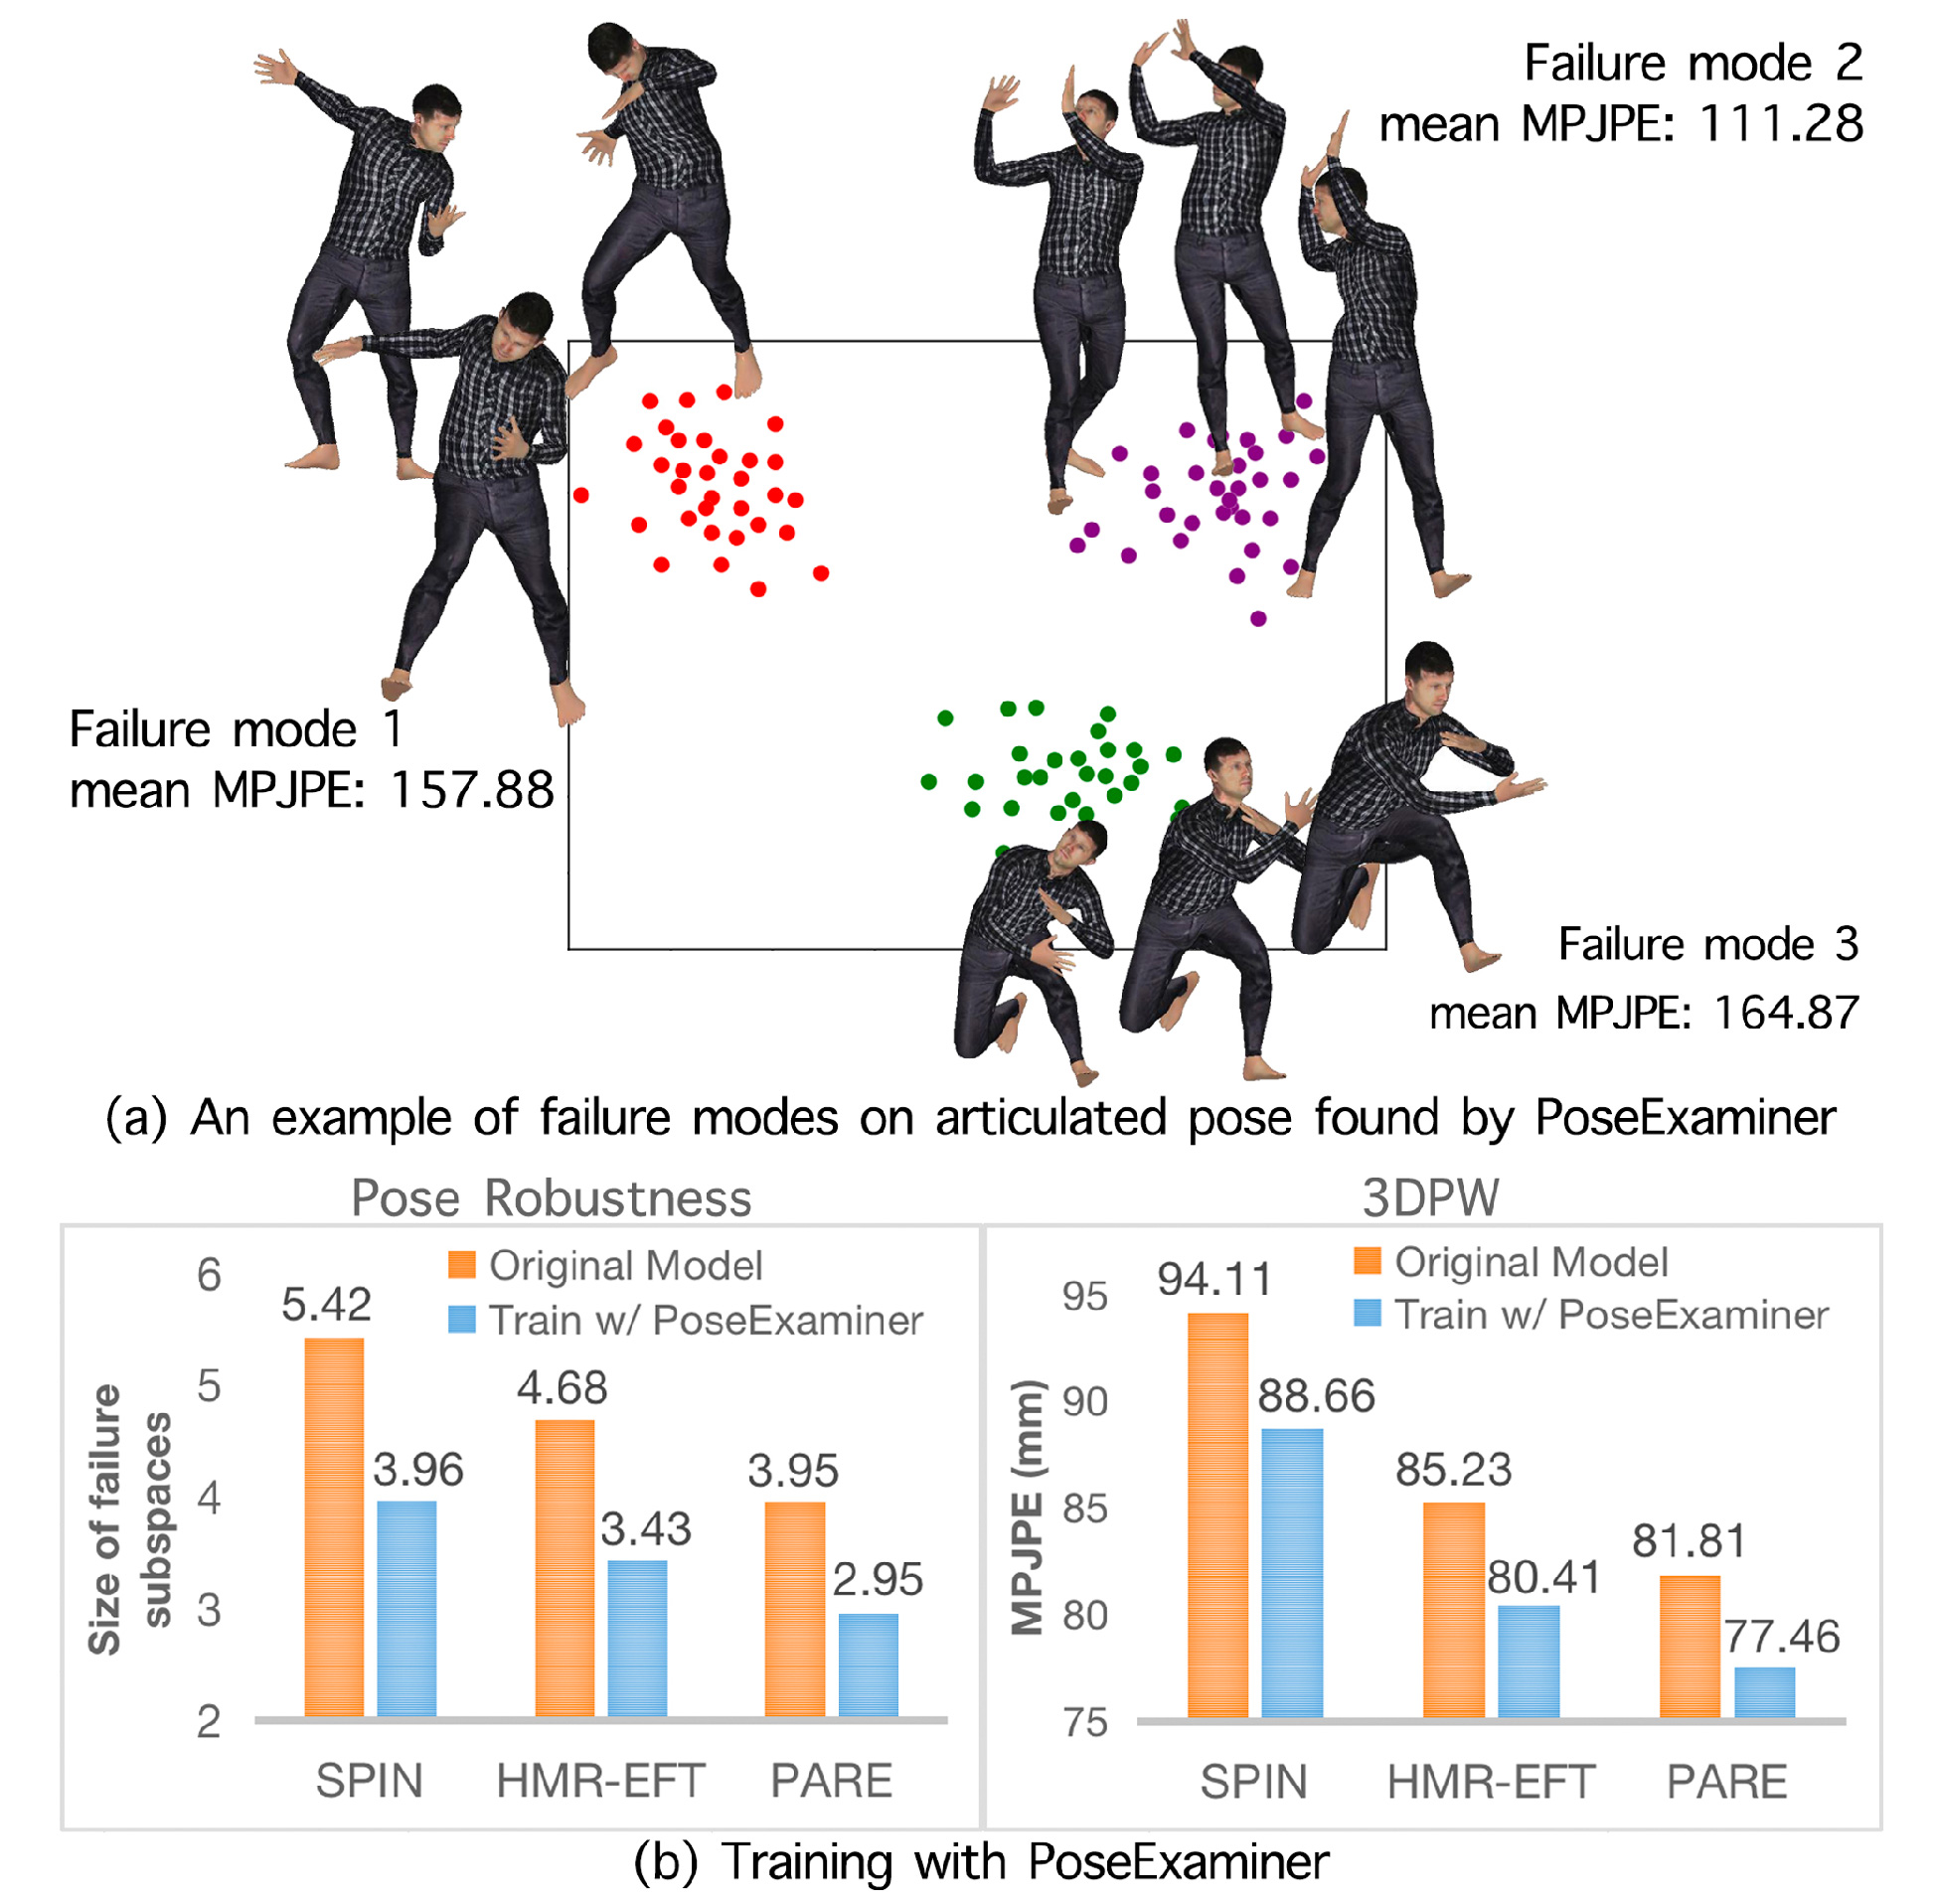 Failure mode 2
mean MPJPE: 111.28
Failure mode 1
mean MPJPE: 157.88
Failure mode 3
mean MPJPE: 164.87
(a) An example of failure modes on articulated pose found by PoseExaminer
Pose Robustness
Original Model
Train w/ PoseExaminer
Size of failure
subspaces
6
5
4
3
2
5.42
3.96
4.68
3.43
3.95
2.95
SPIN
HMR-EFT
PARE
3DPW
Original Model
Train w/ PoseExaminer
MPJPE (mm)
95
90
85
80
75
94.11
88.66
85.23
80.41
81.81
77.46
SPIN
HMR-EFT
PARE
(b) Training with PoseExaminer